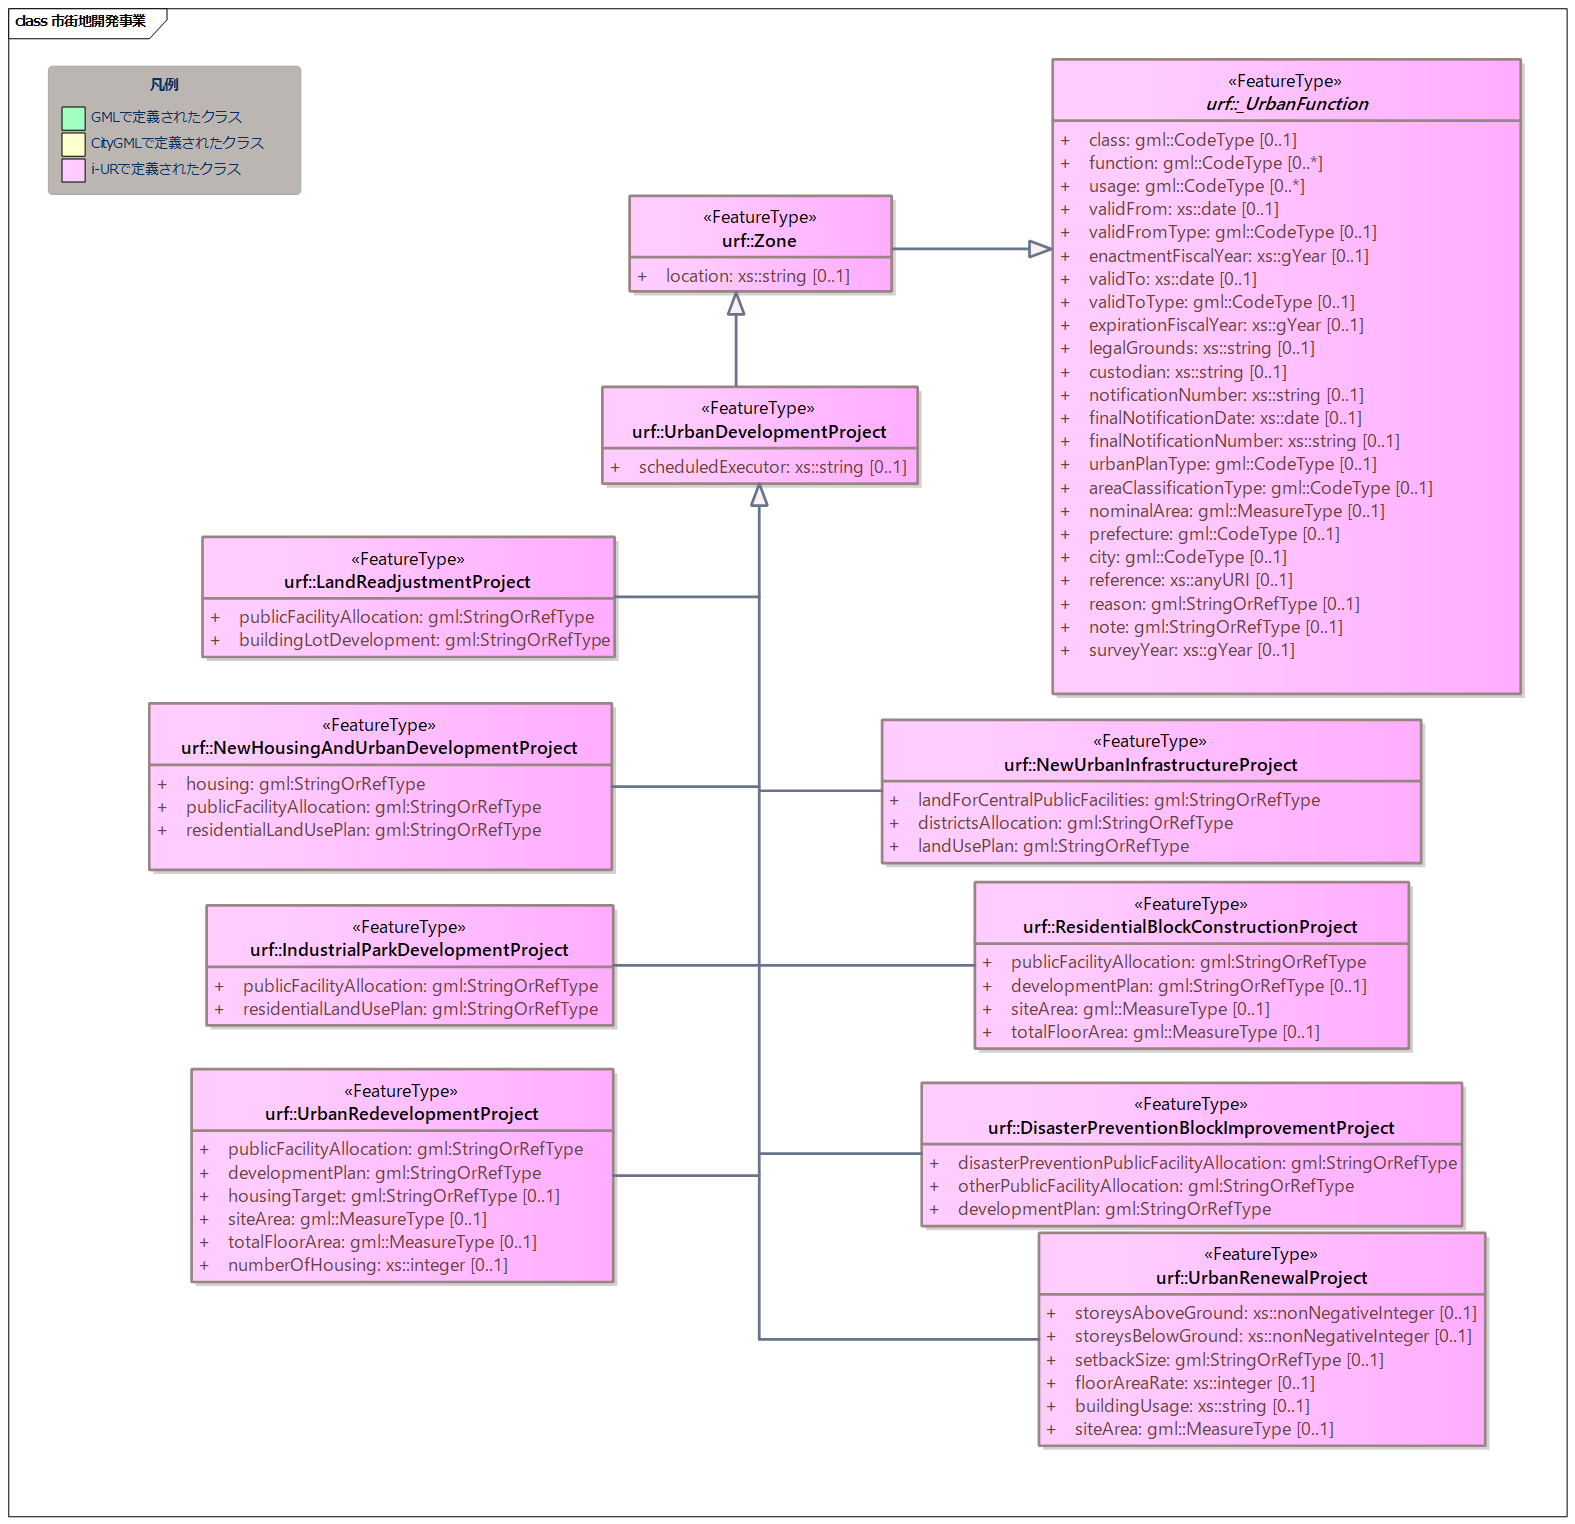 class 市街地開発事業
凡例
GMLで定義されたクラス
CityGMLで定義されたクラス
i-URで定義されたクラス
«FeatureType»
urf::_UrbanFunction
+ class: gml::CodeType [0..1]
+ function: gml::CodeType [0..*]
+ usage: gml::CodeType [0..*]
+ validFrom: xs::date [0..1]
+ validFromType: gml::CodeType [0..1]
+ enactmentFiscalYear: xs::gYear [0..1]
+ validTo: xs::date [0..1]
+ validToType: gml::CodeType [0..1]
+ expirationFiscalYear: xs::gYear [0..1]
+ legalGrounds: xs::string [0..1]
+ custodian: xs::string [0..1]
+ notificationNumber: xs::string [0..1]
+ finalNotificationDate: xs::date [0..1]
+ finalNotificationNumber: xs::string [0..1]
+ urbanPlanType: gml::CodeType [0..1]
+ areaClassificationType: gml::CodeType [0..1]
+ nominalArea: gml::MeasureType [0..1]
+ prefecture: gml::CodeType [0..1]
+ city: gml::CodeType [0..1]
+ reference: xs::anyURI [0..1]
+ reason: gml:StringOrRefType [0..1]
+ note: gml:StringOrRefType [0..1]
+ surveyYear: xs::gYear [0..1]
«FeatureType»
urf::Zone
+ location: xs::string [0..1]
«FeatureType»
urf::UrbanDevelopmentProject
+ scheduledExecutor: xs::string [0..1]
«FeatureType»
urf::LandReadjustmentProject
+ publicFacilityAllocation: gml:StringOrRefType
+ buildingLotDevelopment: gml:StringOrRefType
«FeatureType»
urf::NewHousingAndUrbanDevelopmentProject
+ housing: gml:StringOrRefType
+ publicFacilityAllocation: gml:StringOrRefType
+ residentialLandUsePlan: gml:StringOrRefType
«FeatureType»
urf::NewUrbanInfrastructureProject
+ landForCentralPublicFacilities: gml:StringOrRefType
+ districtsAllocation: gml:StringOrRefType
+ landUsePlan: gml:StringOrRefType
«FeatureType»
urf::IndustrialParkDevelopmentProject
+ publicFacilityAllocation: gml:StringOrRefType
+ residentialLandUsePlan: gml:StringOrRefType
«FeatureType»
urf::ResidentialBlockConstructionProject
+ publicFacilityAllocation: gml:StringOrRefType
+ developmentPlan: gml:StringOrRefType [0..1]
+ siteArea: gml::MeasureType [0..1]
+ totalFloorArea: gml::MeasureType [0..1]
«FeatureType»
urf::UrbanRedevelopmentProject
+ publicFacilityAllocation: gml:StringOrRefType
+ developmentPlan: gml:StringOrRefType
+ housingTarget: gml:StringOrRefType [0..1]
+ siteArea: gml::MeasureType [0..1]
+ totalFloorArea: gml::MeasureType [0..1]
+ numberOfHousing: xs::integer [0..1]
«FeatureType»
urf::DisasterPreventionBlockImprovementProject
+ disasterPreventionPublicFacilityAllocation: gml:StringOrRefType
+ otherPublicFacilityAllocation: gml:StringOrRefType
+ developmentPlan: gml:StringOrRefType
«FeatureType»
urf::UrbanRenewalProject
+ storeysAboveGround: xs::nonNegativeInteger [0..1]
+ storeysBelowGround: xs::nonNegativeInteger [0..1]
+ setbackSize: gml:StringOrRefType [0..1]
+ floorAreaRate: xs::integer [0..1]
+ buildingUsage: xs::string [0..1]
+ siteArea: gml::MeasureType [0..1]